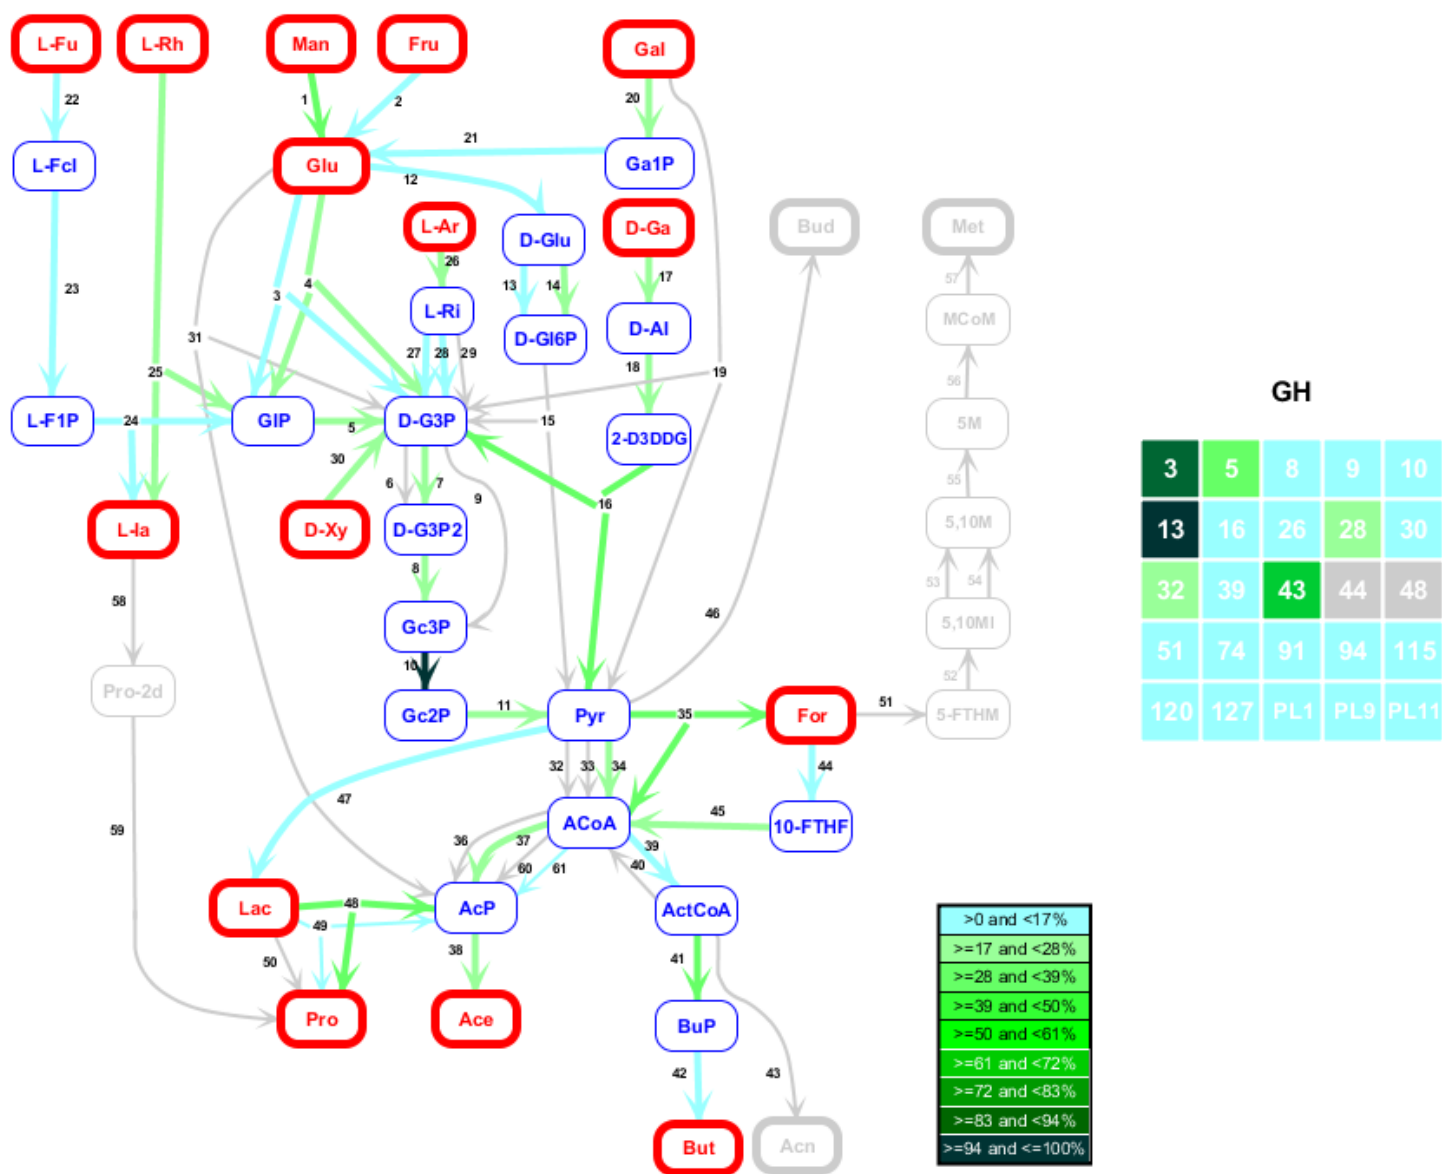 L-Fu
L-Rh
Man
Fru
Gal
22
1
2
20
21
L-Fcl
Glu
Ga1P
12
L-Ar
D-Glu
D-Ga
Bud
Met
26
13
14
17
57
23
3
4
L-Ri
D-Gl6P
D-Al
MCoM
31
27
28
29
18
19
56
25
GH
L-F1P
24
GlP
5
D-G3P
15
2-D3DDG
5M
30
6
7
9
16
55
3
5
8
9
10
L-la
D-Xy
D-G3P2
5,10M
13
16
26
28
30
8
53
54
32
39
43
44
48
58
Gc3P
46
5,10Ml
51
74
91
94
115
10
52
Pro-2d
Gc2P
11
Pyr
35
For
51
5-FTHM
120
127
PL1
PL9
PL11
32
33
34
44
47
59
45
36
37
ACoA
10-FTHF
39
60
61
40
Lac
48
AcP
ActCoA
49
50
38
41
Pro
Ace
BuP
42
43
But
Acn
>0 and <17%
>=17 and <28%
>=28 and <39%
>=39 and <50%
>=50 and <61%
>=61 and <72%
>=72 and <83%
>=83 and <94%
>=94 and <=100%